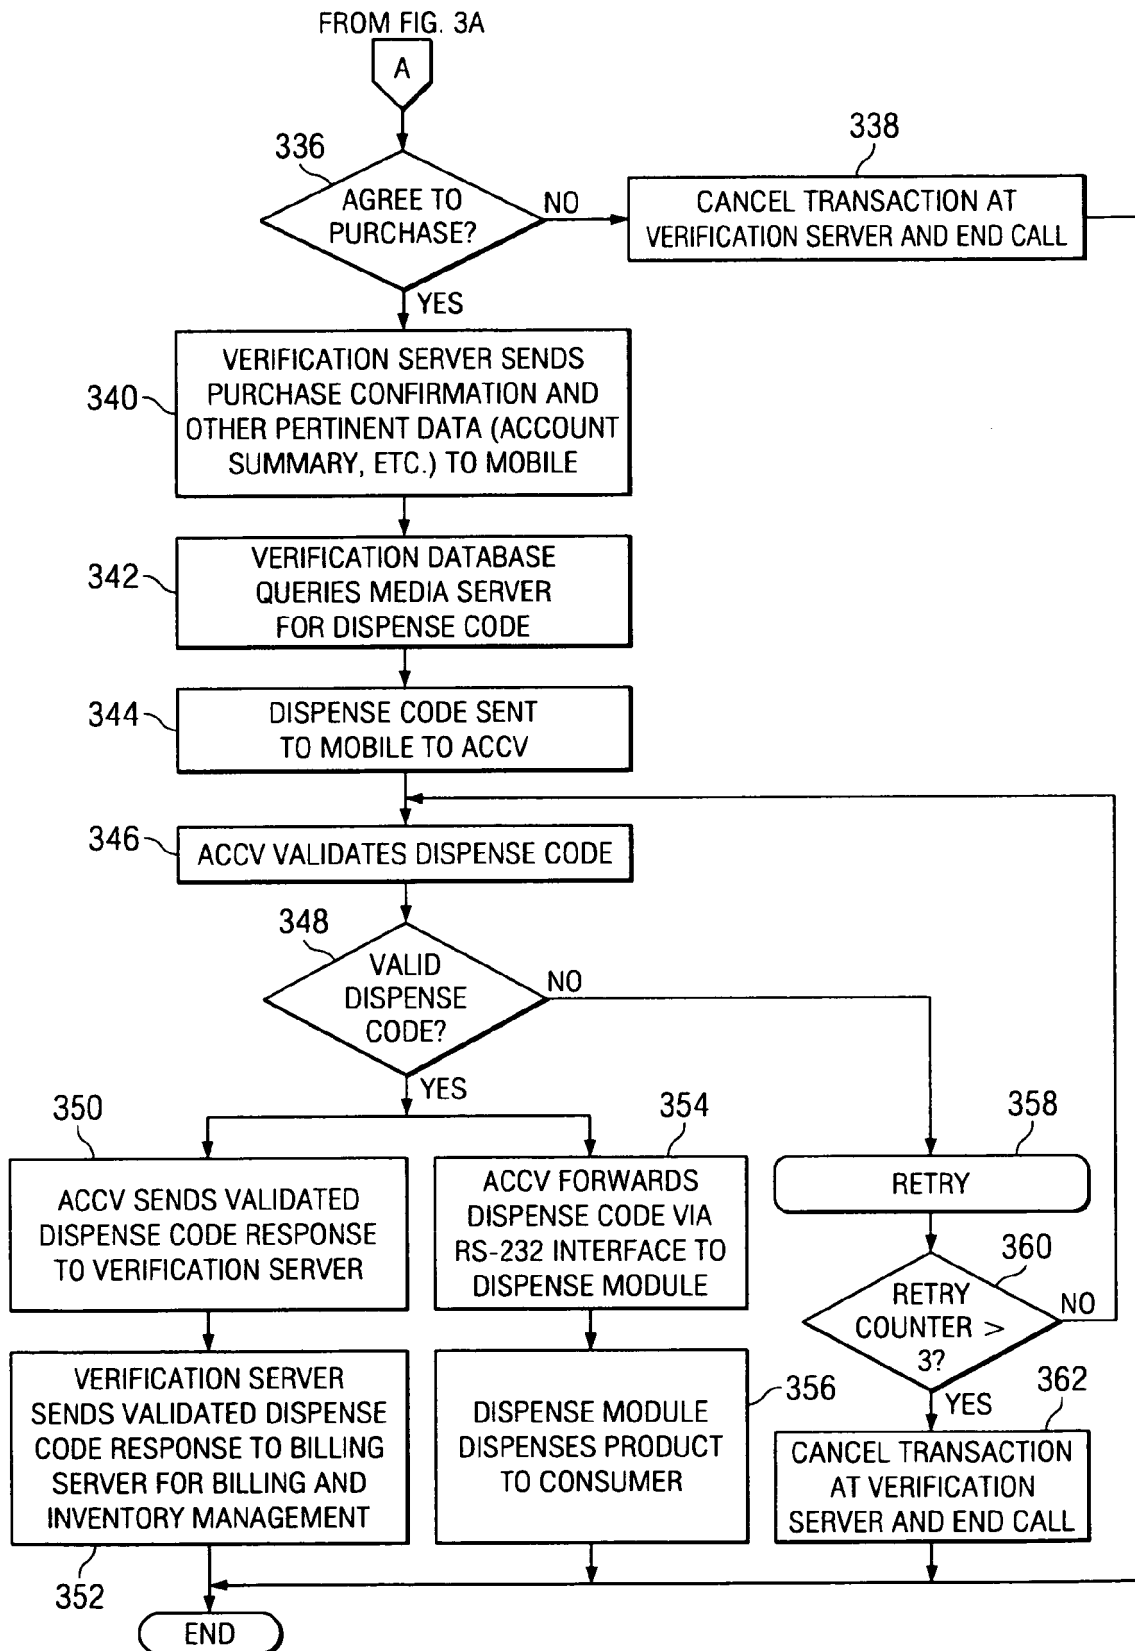 FROM FIG. 3A
A
336
AGREE TO
PURCHASE?
NO
338
CANCEL TRANSACTION AT
VERIFICATION SERVER AND END CALL
YES
340
VERIFICATION SERVER SENDS
PURCHASE CONFIRMATION AND
OTHER PERTINENT DATA (ACCOUNT
SUMMARY, ETC.) TO MOBILE
342
VERIFICATION DATABASE
QUERIES MEDIA SERVER
FOR DISPENSE CODE
344
DISPENSE CODE SENT
TO MOBILE TO ACCV
346
ACCV VALIDATES DISPENSE CODE
348
VALID
DISPENSE
CODE?
NO
YES
350
ACCV SENDS VALIDATED
DISPENSE CODE RESPONSE
TO VERIFICATION SERVER
354
ACCV FORWARDS
DISPENSE CODE VIA
RS-232 INTERFACE TO
DISPENSE MODULE
358
RETRY
360
RETRY
COUNTER >
3?
NO
YES
VERIFICATION SERVER
SENDS VALIDATED DISPENSE
CODE RESPONSE TO BILLING
SERVER FOR BILLING AND
INVENTORY MANAGEMENT
352
356
DISPENSE MODULE
DISPENSES PRODUCT
TO CONSUMER
362
CANCEL TRANSACTION
AT VERIFICATION
SERVER AND END CALL
END